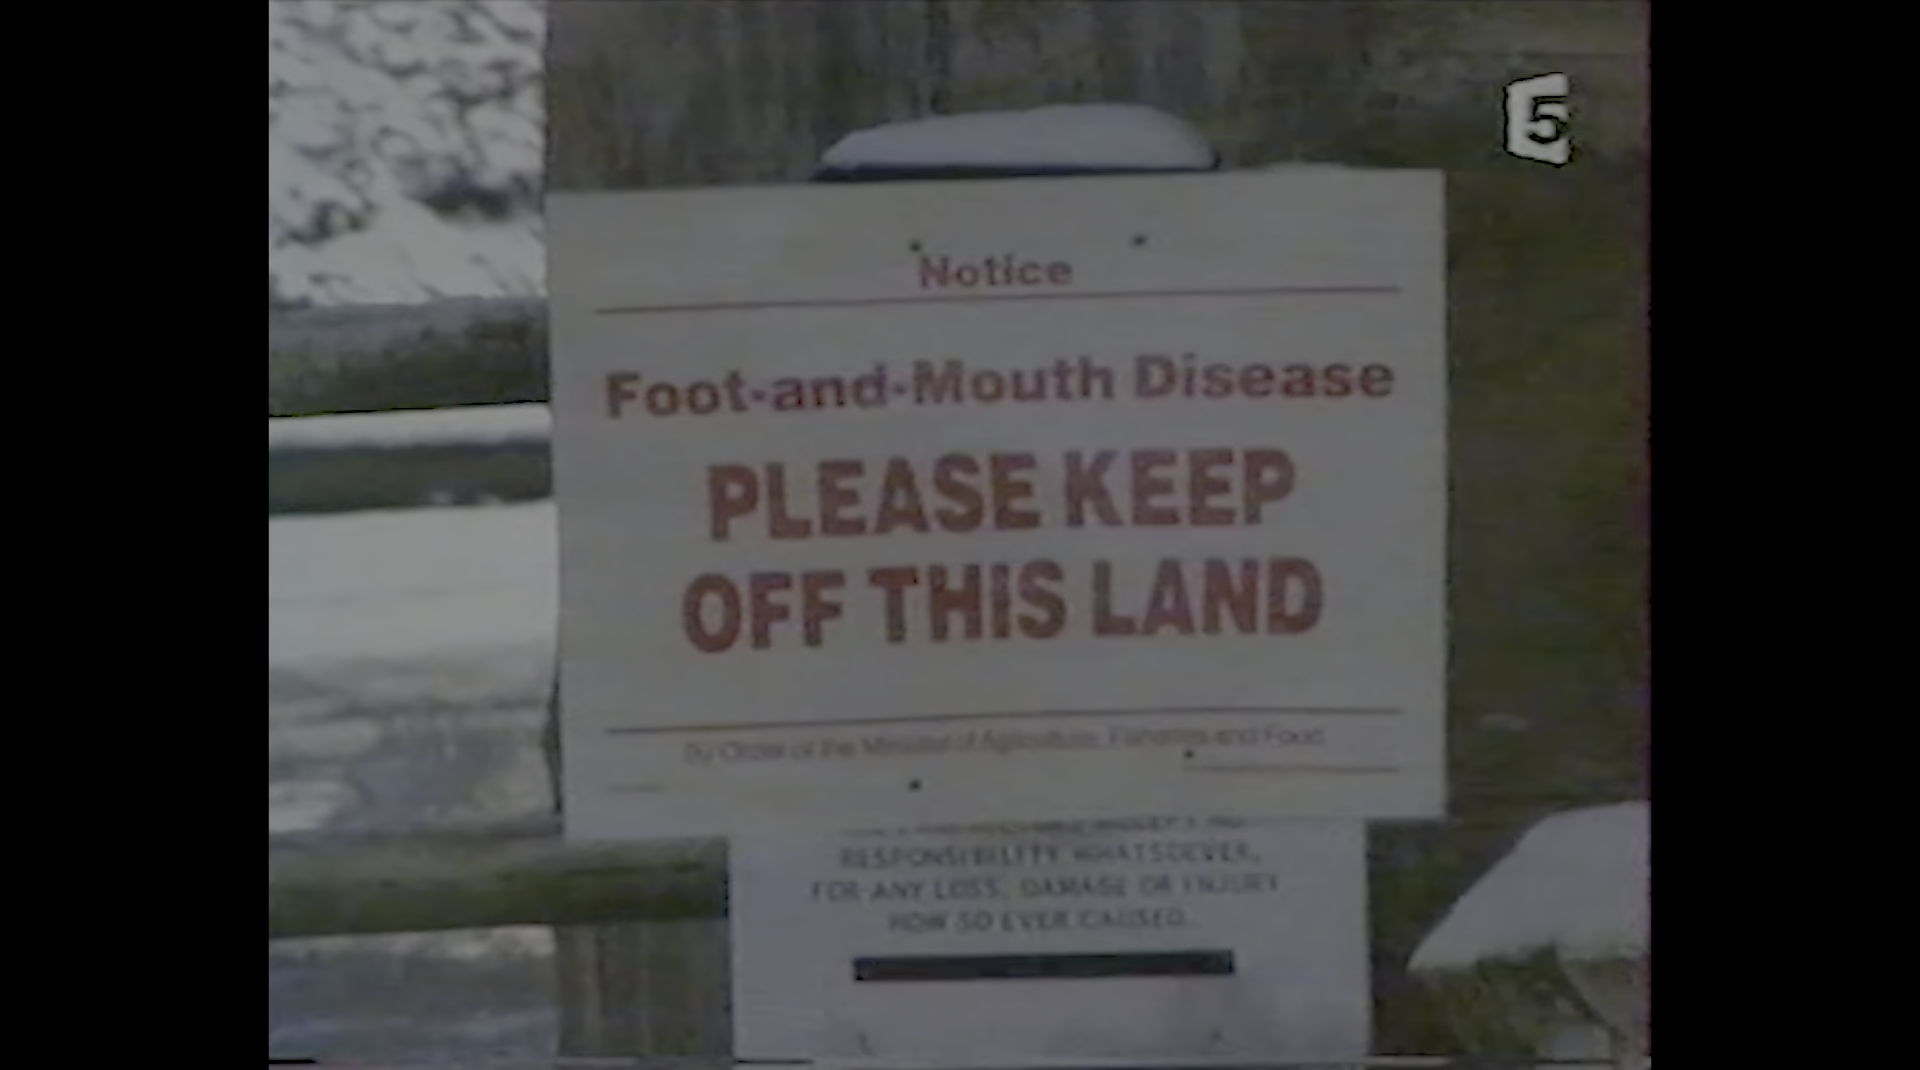 5
Notice
Foot-and-Mouth Disease
PLEASE KEEP
OFF THIS LAND
By Order of the Minister of Agriculture, Fisheries and Food
RESPONSIBILITY WHATSOEVER,
FOR ANY LOSS, DAMAGE OR INJURY
HOW SO EVER CAUSED.